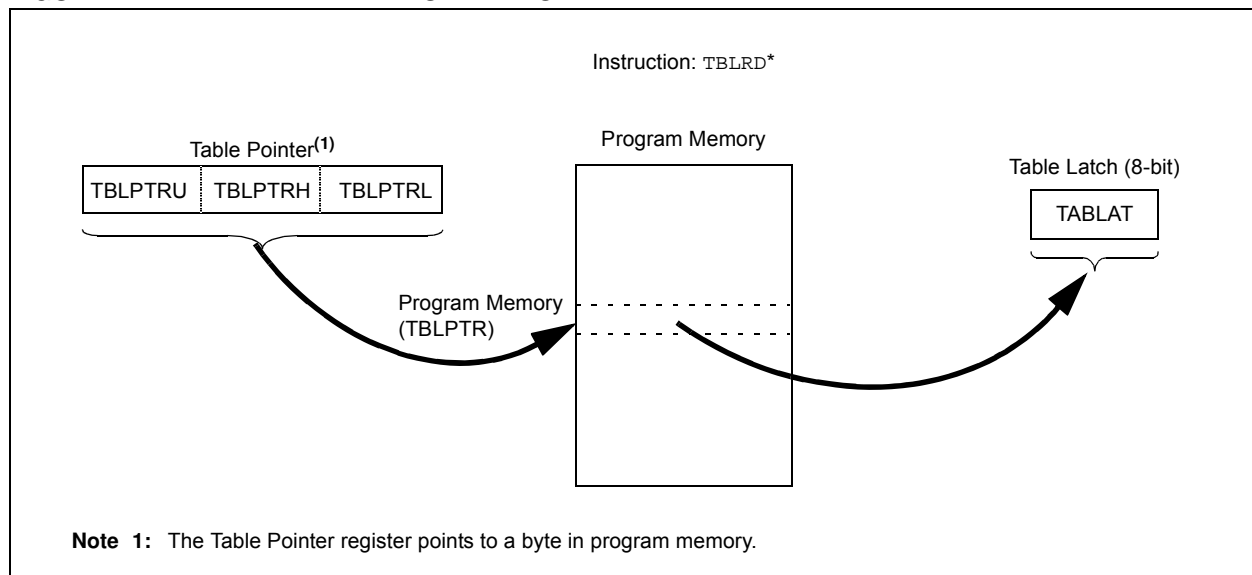 Instruction: TBLRD*
Table Pointer(1)
Program Memory
Table Latch (8-bit)
TBLPTRU TBLPTRH TBLPTRL
TABLAT
Program Memory
(TBLPTR)
Note 1: The Table Pointer register points to a byte in program memory.